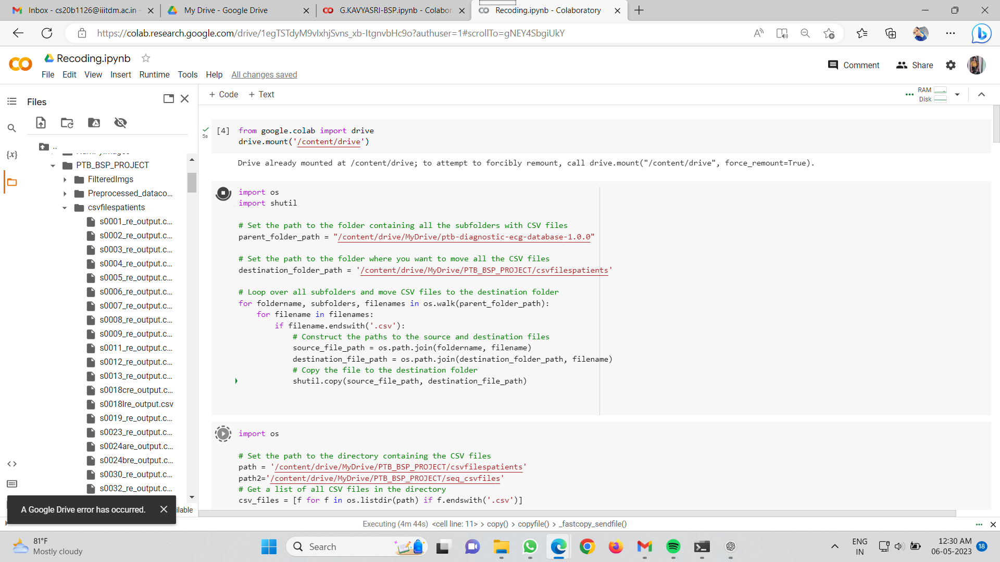 Inbox - cs20b1126@iiitdm.ac.in -
My Drive - Google Drive
G.KAVYASRI-BSP.ipynb - Colabor
Recoding.ipynb - Colaboratory
https://colab.research.google.com/drive/1egTSTdyM9vIxhjSvns_xb-ItgnvbHc9o?authuser=1#scrollTo=gNEY4SbgiUkY
Recoding.ipynb
Comment
Share
File Edit View Insert Runtime Tools Help All changes saved
Files
+ Code + Text
RAM
Disk
..
PTB_BSP_PROJECT
FilteredImgs
Preprocessed_dataco...
csvfilespatients
s0001_re_output.c...
s0002_re_output.c...
s0003_re_output.c...
s0004_re_output.c...
s0005_re_output.c...
s0006_re_output.c...
s0007_re_output.c...
s0008_re_output.c...
s0009_re_output.c...
s0011_re_output.c...
s0012_re_output.c...
s0013_re_output.c...
s0018cre_output.c...
s0018lre_output.csv
s0019_re_output.c...
s0023_re_output.c...
s0024are_output.c...
s0024bre_output.c...
s0030_re_output.c...
s0032_re_output.c...
{x}
ilable
A Google Drive error has occurred.
5s
[4]
from google.colab import drive
drive.mount('/content/drive')
Drive already mounted at /content/drive; to attempt to forcibly remount, call drive.mount("/content/drive", force_remount=True).
import os
import shutil
# Set the path to the folder containing all the subfolders with CSV files
parent_folder_path = "/content/drive/MyDrive/ptb-diagnostic-ecg-database-1.0.0"
# Set the path to the folder where you want to move all the CSV files
destination_folder_path = '/content/drive/MyDrive/PTB_BSP_PROJECT/csvfilespatients'
# Loop over all subfolders and move CSV files to the destination folder
for foldername, subfolders, filenames in os.walk(parent_folder_path):
for filename in filenames:
if filename.endswith('.csv'):
# Construct the paths to the source and destination files
source_file_path = os.path.join(foldername, filename)
destination_file_path = os.path.join(destination_folder_path, filename)
# Copy the file to the destination folder
shutil.copy(source_file_path, destination_file_path)
import os
# Set the path to the directory containing the CSV files
path = '/content/drive/MyDrive/PTB_BSP_PROJECT/csvfilespatients'
path2='/content/drive/MyDrive/PTB_BSP_PROJECT/seq_csvfiles'
# Get a list of all CSV files in the directory
csv_files = [f for f in os.listdir(path) if f.endswith('.csv')]
Executing (4m 44s) <cell line: 11> > copy() > copyfile() > _fastcopy_sendfile()
81°F
Mostly cloudy
Search
ENG
IN
12:30 AM
06-05-2023
18